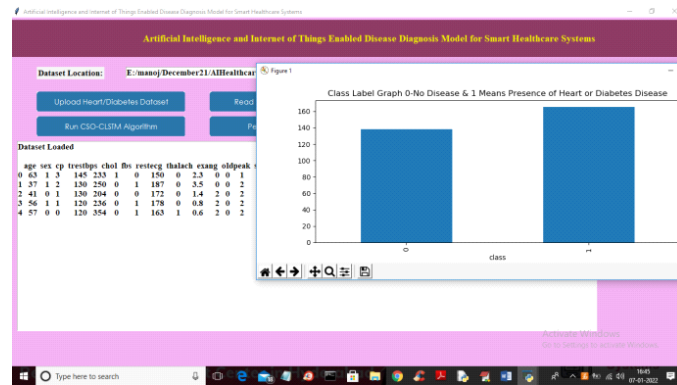 Artificial Intelligence and Internet of Things Enabled Disease Diagnosis Model for Smart Healthcare Systems
Artificial Intelligence and Internet of Things Enabled Disease Diagnosis Model for Smart Healthcare Systems
Dataset Location: E:/manoj/December21/AIHealthcar
Upload Heart/Diabetes Dataset Read
Run CSO-CLSTM Algorithm Pe
Dataset Loaded
age sex cp trestbps chol fbs restecg thalach exang oldpeak s
0 63 1 3 145 233 1 0 150 0 2.3 0 0 1
1 37 1 2 130 250 0 1 187 0 3.5 0 0 2
2 41 0 1 130 204 0 0 172 0 1.4 2 0 2
3 56 1 1 120 236 0 1 178 0 0.8 2 0 2
4 57 0 0 120 354 0 1 163 1 0.6 2 0 2
Figure 1
Class Label Graph 0-No Disease & 1 Means Presence of Heart or Diabetes Disease
160
140
120
100
80
60
40
20
0
0 1
class
Activate Windows
Go to Settings to activate Windows.
Type here to search
16:45
07-01-2022